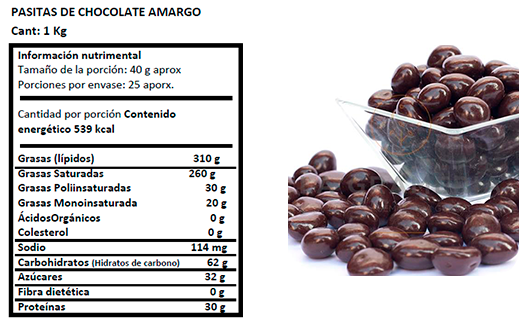 PASITAS DE CHOCOLATE AMARGO
Cant: 1 Kg
Información nutrimental
Tamaño de la porción: 40 g aprox
Porciones por envase: 25 aporx.
Cantidad por porción Contenido
energético 539 kcal
Grasas (lípidos) 310 g
Grasas Saturadas 260 g
Grasas Poliinsaturadas 30 g
Grasas Monoinsaturada 20 g
ÁcidosOrgánicos 0 g
Colesterol 0 g
Sodio 114 mg
Carbohidratos (Hidratos de carbono) 62 g
Azúcares 32 g
Fibra dietética 0 g
Proteínas 30 g